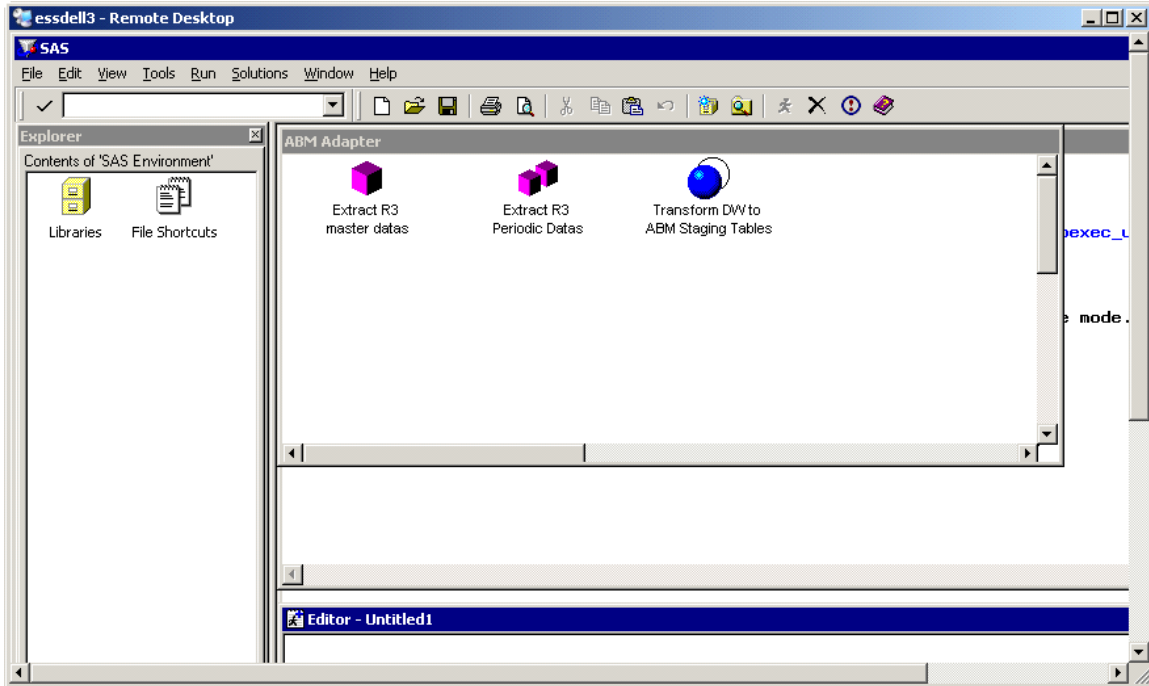 essdell3 - Remote Desktop
SAS
File Edit View Tools Run Solutions Window Help
Explorer
Contents of 'SAS Environment'
Libraries
File Shortcuts
ABM Adapter
Extract R3
master datas
Extract R3
Periodic Datas
Transform DW to
ABM Staging Tables
mode.
Editor - Untitled1